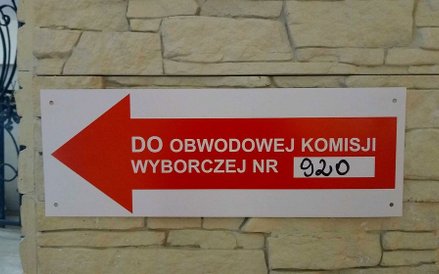 DO OBWODOWEJ KOMISJI
WYBORCZEJ NR 920